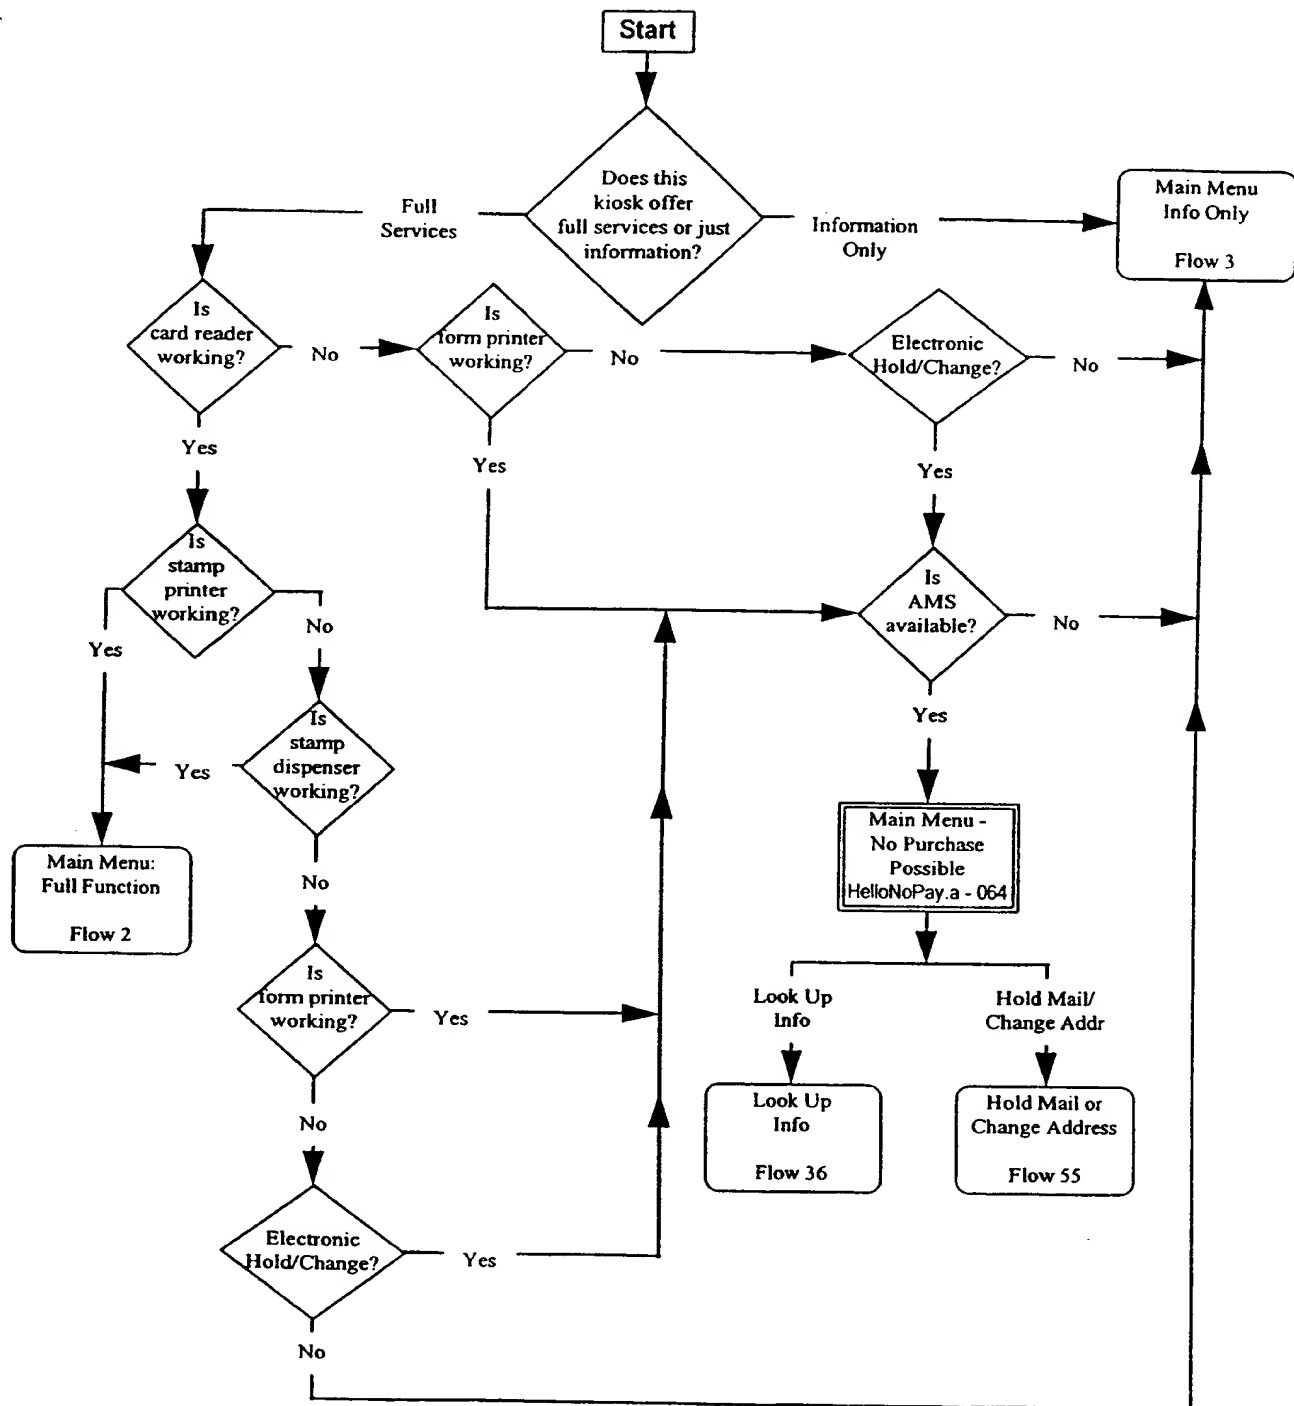 Start
Does this
kiosk offer
full services or just
information?
Full
Services
Information
Only
Main Menu
Info Only
Flow 3
Is
card reader
working?
No
Is
form printer
working?
No
Electronic
Hold/Change?
No
Yes
Yes
Yes
Is
stamp
printer
working?
Yes
No
Is
AMS
available?
No
Yes
Is
stamp
dispenser
working?
Yes
No
Main Menu:
Full Function
Flow 2
Main Menu -
No Purchase
Possible
HelloNoPay.a - 064
Is
form printer
working?
Yes
No
Look Up
Info
Hold Mail/
Change Addr
Look Up
Info
Flow 36
Hold Mail or
Change Address
Flow 55
Electronic
Hold/Change?
Yes
No